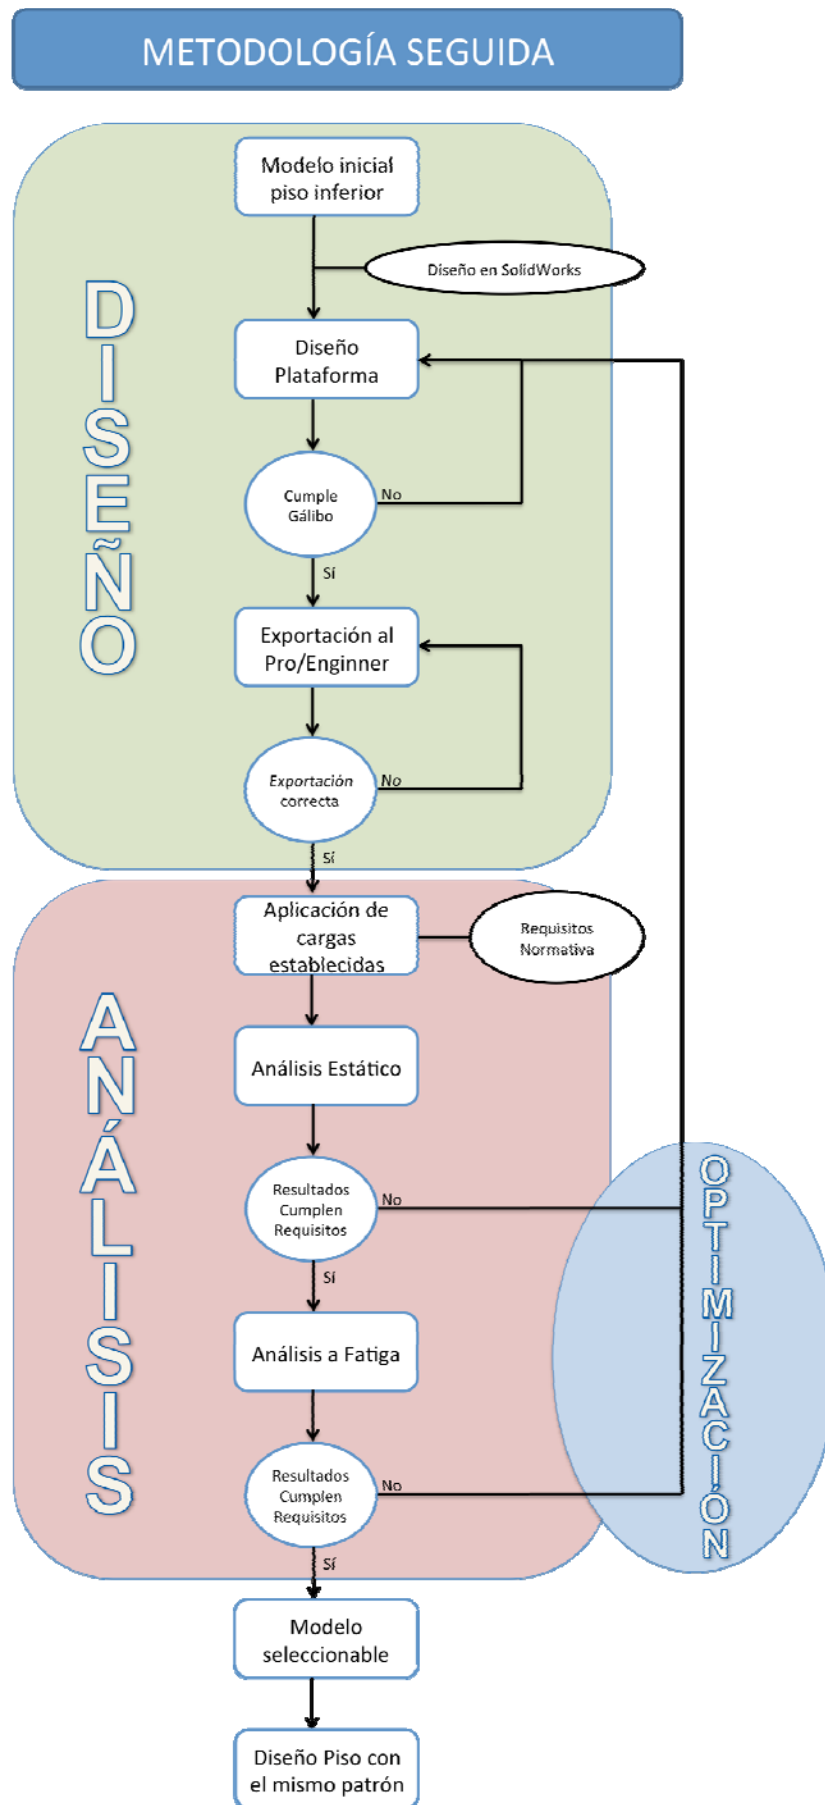 METODOLOGÍA SEGUIDA
Modelo inicial
piso inferior
Diseño en SolidWorks
DISEÑO
Diseño
Plataforma
Cumple
Gálibo
No
Sí
Exportación al
Pro/Enginner
Exportación
correcta
No
Sí
Aplicación de
cargas
establecidas
Requisitos
Normativa
ANÁLISIS
Análisis Estático
Resultados
Cumplen
Requisitos
No
Sí
OPTIMIZACIÓN
Análisis a Fatiga
Resultados
Cumplen
Requisitos
No
Sí
Modelo
seleccionable
Diseño Piso con
el mismo patrón